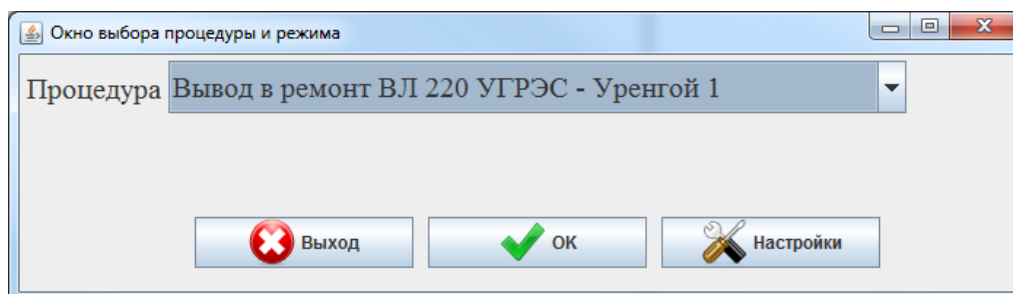 Окно выбора процедуры и режима
Процедура Вывод в ремонт ВЛ 220 УГРЭС - Уренгой 1
Выход ОК Настройки